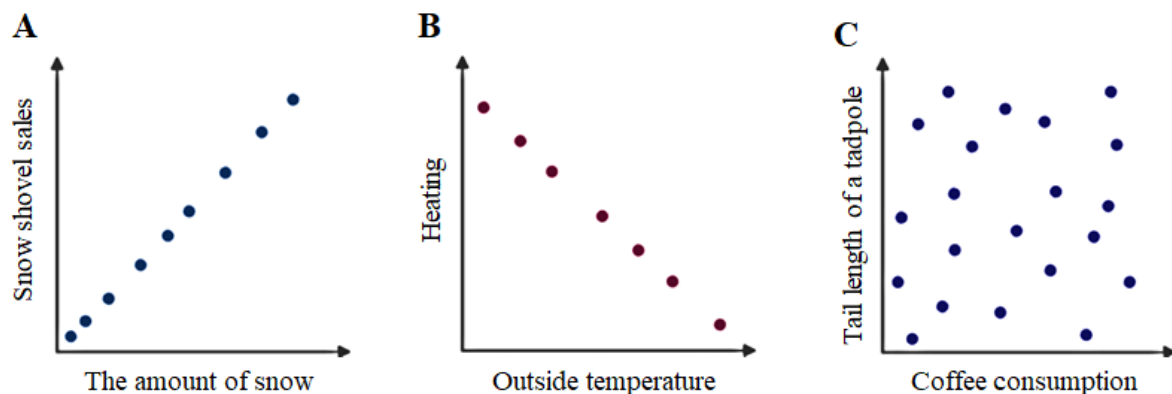 A
Snow shovel sales
The amount of snow
B
Heating
Outside temperature
C
Tail length of a tadpole
Coffee consumption